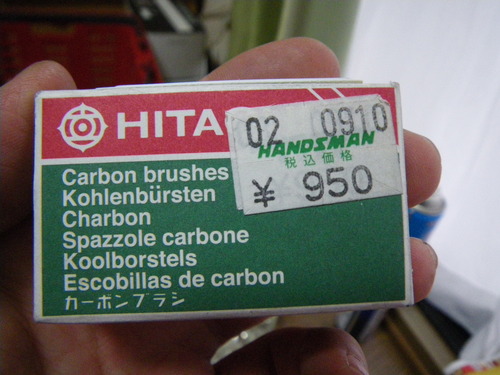 HITA
02 0910
HANDSMAN
税込価格
¥ 950
Carbon brushes
Kohlenbürsten
Charbon
Spazzole carbone
Koolborstels
Escobillas de carbon
カーボンブラシ